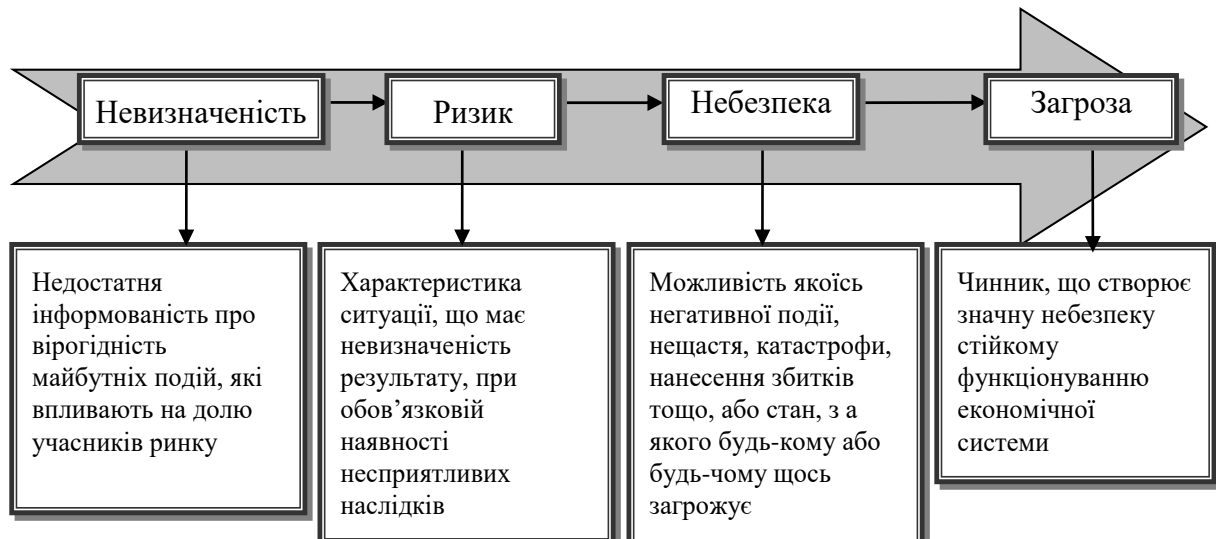 Невизначеність
Ризик
Небезпека
Загроза
Недостатня
інформованість про
вірогідність
майбутніх подій, які
впливають на долю
учасників ринку
Характеристика
ситуації, що має
невизначеність
результату, при
обов’язковій
наявності
несприятливих
наслідків
Можливість якоїсь
негативної події,
нещастя, катастрофи,
нанесення збитків
тощо, або стан, з а
якого будь-кому або
будь-чому щось
загрожує
Чинник, що створює
значну небезпеку
стійкому
функціонуванню
економічної
системи